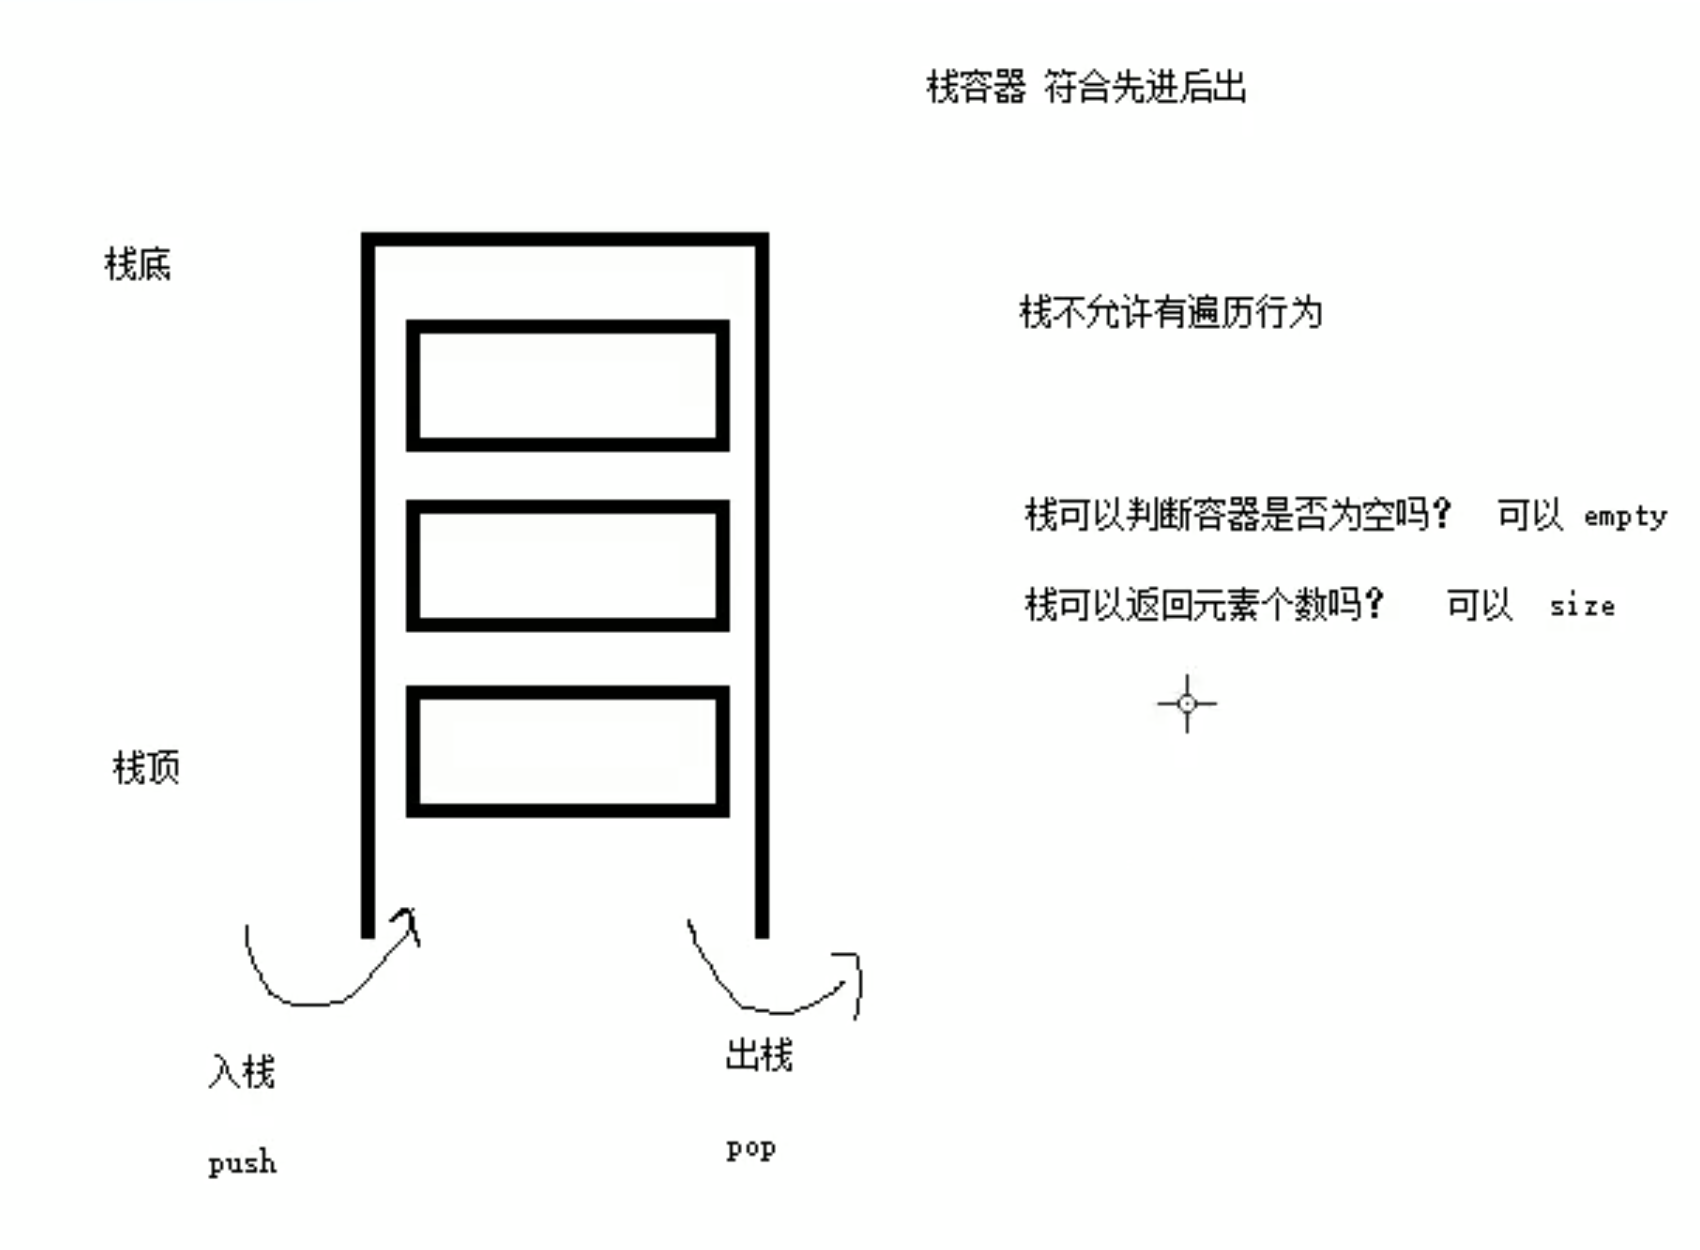 栈容器 符合先进后出
栈底
栈不允许有遍历行为
栈可以判断容器是否为空吗? 可以 empty
栈可以返回元素个数吗? 可以 size
栈顶
入栈
出栈
push
pop